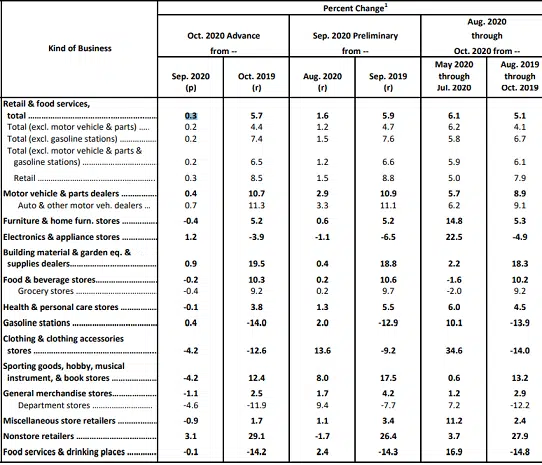 Percent Change1
Kind of Business
Oct. 2020 Advance
from --
Sep. 2020 Preliminary
from --
Aug. 2020
through
Oct. 2020 from --
Sep. 2020
(p)
Oct. 2019
(r)
Aug. 2020
(r)
Sep. 2019
(r)
May 2020
through
Jul. 2020
Aug. 2019
through
Oct. 2019
Retail & food services,
total ........................................................ 0.3 5.7 1.6 5.9 6.1 5.1
Total (excl. motor vehicle & parts) ..... 0.2 4.4 1.2 4.7 6.2 4.1
Total (excl. gasoline stations) ................. 0.2 7.4 1.5 7.6 5.8 6.7
Total (excl. motor vehicle & parts &
gasoline stations) .............................. 0.2 6.5 1.2 6.6 5.9 6.1
Retail .................................................. 0.3 8.5 1.5 8.8 5.0 7.9
Motor vehicle & parts dealers ............... 0.4 10.7 2.9 10.9 5.7 8.9
Auto & other motor veh. dealers ... 0.7 11.3 3.3 11.1 6.2 9.1
Furniture & home furn. stores ............... -0.4 5.2 0.6 5.2 14.8 5.3
Electronics & appliance stores ............... 1.2 -3.9 -1.1 -6.5 22.5 -4.9
Building material & garden eq. &
supplies dealers.................................... 0.9 19.5 0.4 18.8 2.2 18.3
Food & beverage stores......................... -0.2 10.3 0.2 10.6 -1.6 10.2
Grocery stores .................................. -0.4 9.2 0.2 9.7 -2.0 9.2
Health & personal care stores ............... -0.1 3.8 1.3 5.5 6.0 4.5
Gasoline stations .................................... 0.4 -14.0 2.0 -12.9 10.1 -13.9
Clothing & clothing accessories
stores ..................................................... -4.2 -12.6 13.6 -9.2 34.6 -14.0
Sporting goods, hobby, musical
instrument, & book stores ................... -4.2 12.4 8.0 17.5 0.6 13.2
General merchandise stores................... -1.1 2.5 1.7 4.2 1.2 2.9
Department stores ......................... -4.6 -11.9 9.4 -7.7 7.2 -12.2
Miscellaneous store retailers ................. -0.9 1.7 1.1 3.4 11.2 2.4
Nonstore retailers .................................. 3.1 29.1 -1.7 26.4 3.7 27.9
Food services & drinking places ............. -0.1 -14.2 2.4 -14.3 16.9 -14.8